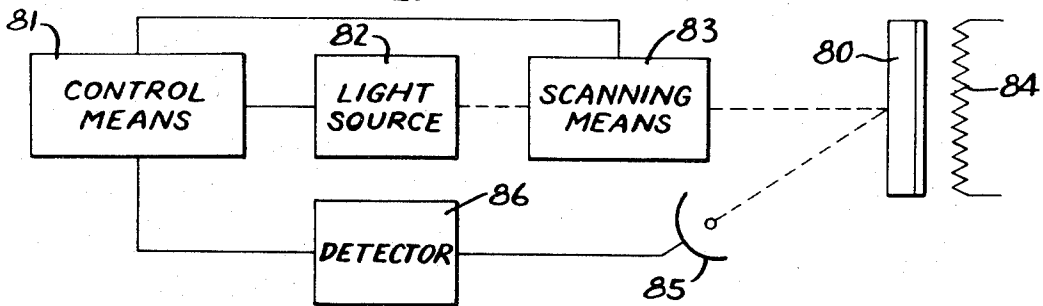 81
82
83
80
84
CONTROL
MEANS
LIGHT
SOURCE
SCANNING
MEANS
86
DETECTOR
85